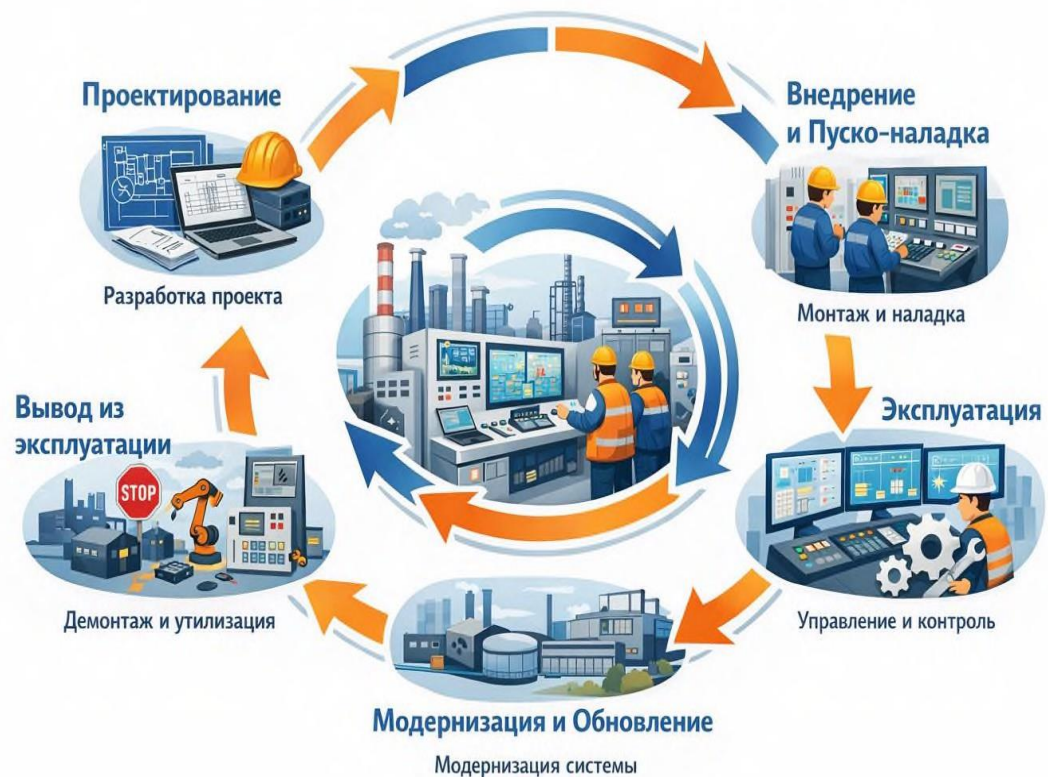 Проектирование
Разработка проекта
Внедрение
и Пуско-наладка
Монтаж и наладка
Эксплуатация
Управление и контроль
Вывод из
эксплуатации
STOP
Демонтаж и утилизация
Модернизация и Обновление
Модернизация системы